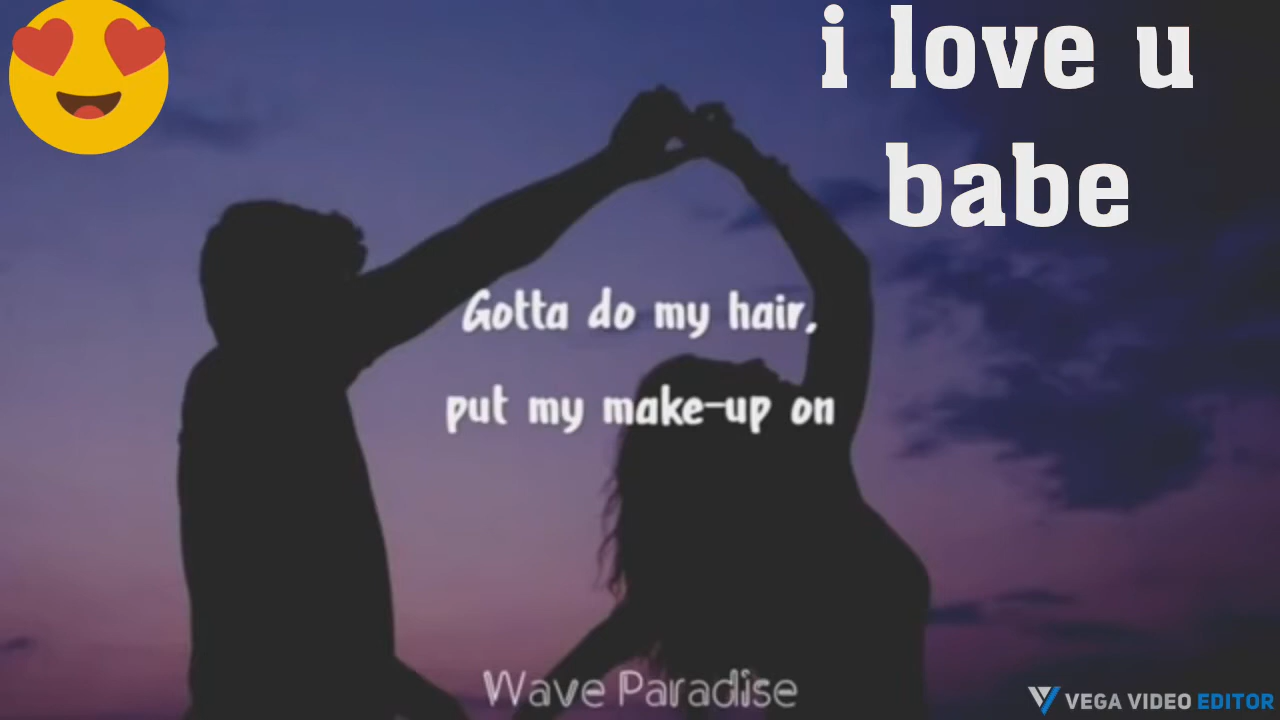 i love u
babe
Gotta do my hair,
put my make-up on
Wave Paradise
VEGA VIDEO EDITOR